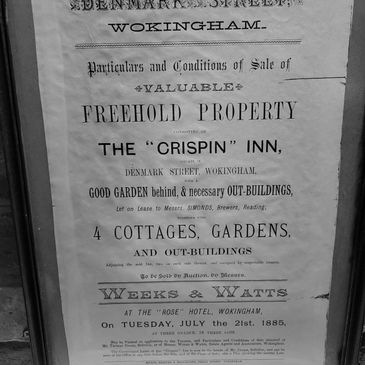 DENMARK STREET,
WOKINGHAM.
Particulars and Conditions of Sale of
VALUABLE
FREEHOLD PROPERTY
THE "CRISPIN" INN,
DENMARK STREET, WOKINGHAM,
WITH A
GOOD GARDEN behind, & necessary OUT-BUILDINGS,
Let on Lease to Messrs. SIMONDS, Brewers, Reading,
TOGETHER WITH
4 COTTAGES, GARDENS,
AND OUT-BUILDINGS
To be Sold by Auction, by Messrs.
WEEKS & WATTS
AT THE "ROSE" HOTEL, WOKINGHAM,
On TUESDAY, JULY the 21st. 1885,